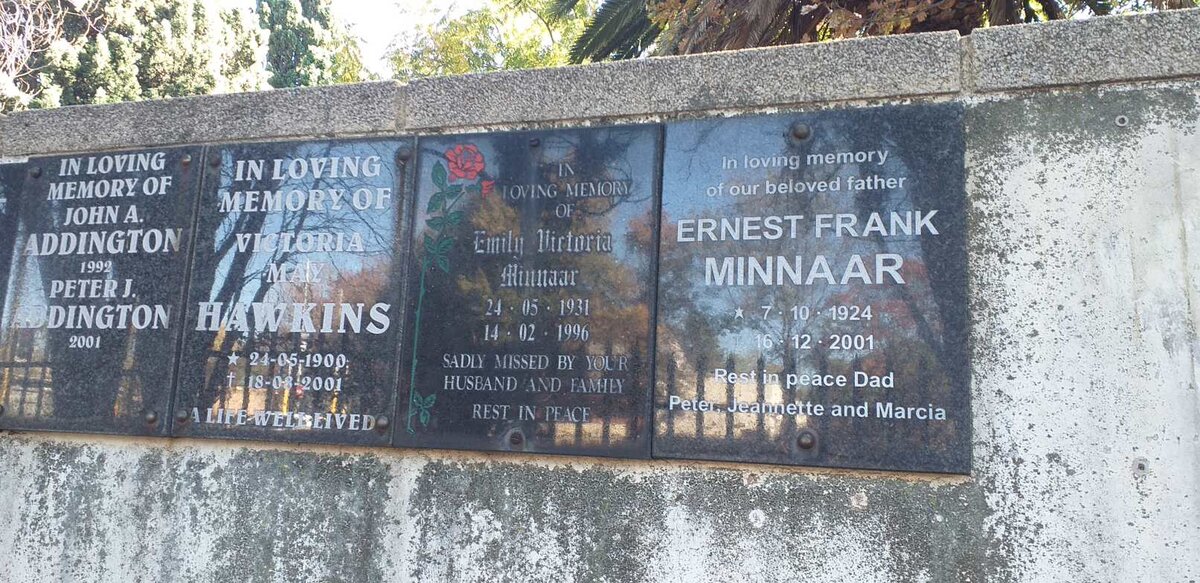 IN LOVING
MEMORY OF
JOHN A.
ADDINGTON
1992
PETER J.
ADDINGTON
2001
IN LOVING
MEMORY OF
VICTORIA
MAY
HAWKINS
★ 24-05-1900
† 18-08-2001
A LIFE WELL LIVED
IN
LOVING MEMORY
OF
Emily Victoria
Minnaar
24 · 05 · 1931
14 · 02 · 1996
SADLY MISSED BY YOUR
HUSBAND AND FAMILY
REST IN PEACE
In loving memory
of our beloved father
ERNEST FRANK
MINNAAR
★ 7 · 10 · 1924
† 16 · 12 · 2001
Rest in peace Dad
Peter, Jeannette and Marcia